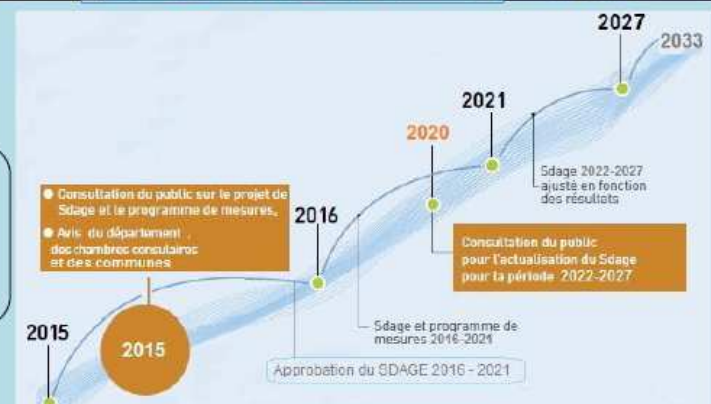 2027
2033
2021
2020
Sdage 2022-2027
ajusté en fonction
des résultats
● Consultation du public sur le projet de
Sdage et le programme de mesures,
● Avis du département ,
des chambres consulaires
et des communes
2016
Consultation du public
pour l'actualisation du Sdage
pour la période 2022-2027
2015
2015
Sdage et programme de
mesures 2016-2021
Approbation du SDAGE 2016 - 2021